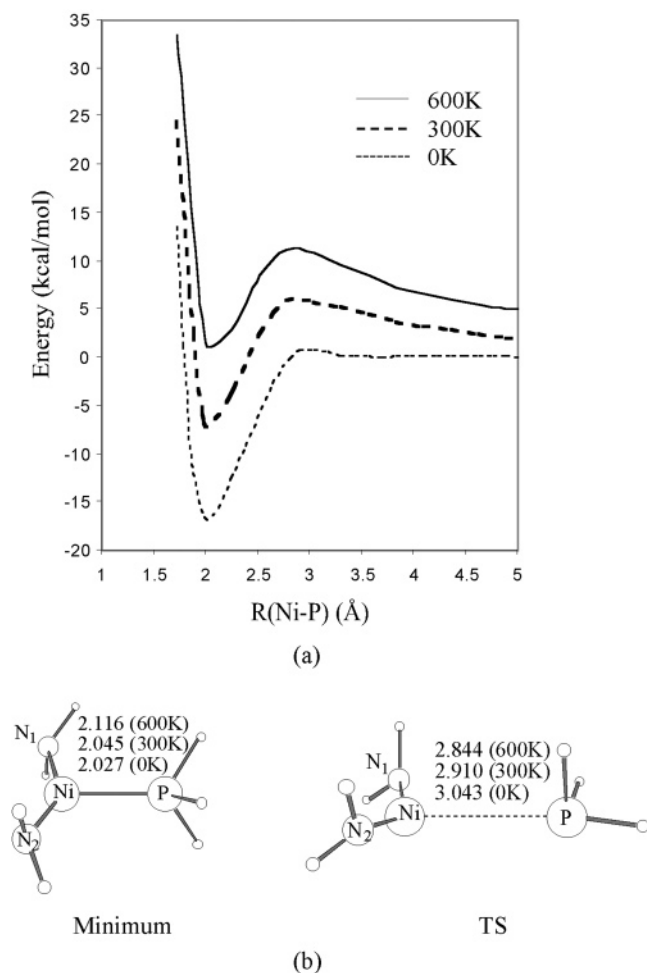 35
30
25
20
15
10
5
0
-5
-10
-15
-20
Energy (kcal/mol)
600K
300K
0K
1 1.5 2 2.5 3 3.5 4 4.5 5
R(Ni-P) (Å)
(a)
N1
2.116 (600K)
2.045 (300K)
2.027 (0K)
Ni
P
N2
Minimum
N1
2.844 (600K)
2.910 (300K)
3.043 (0K)
N2
Ni
P
TS
(b)